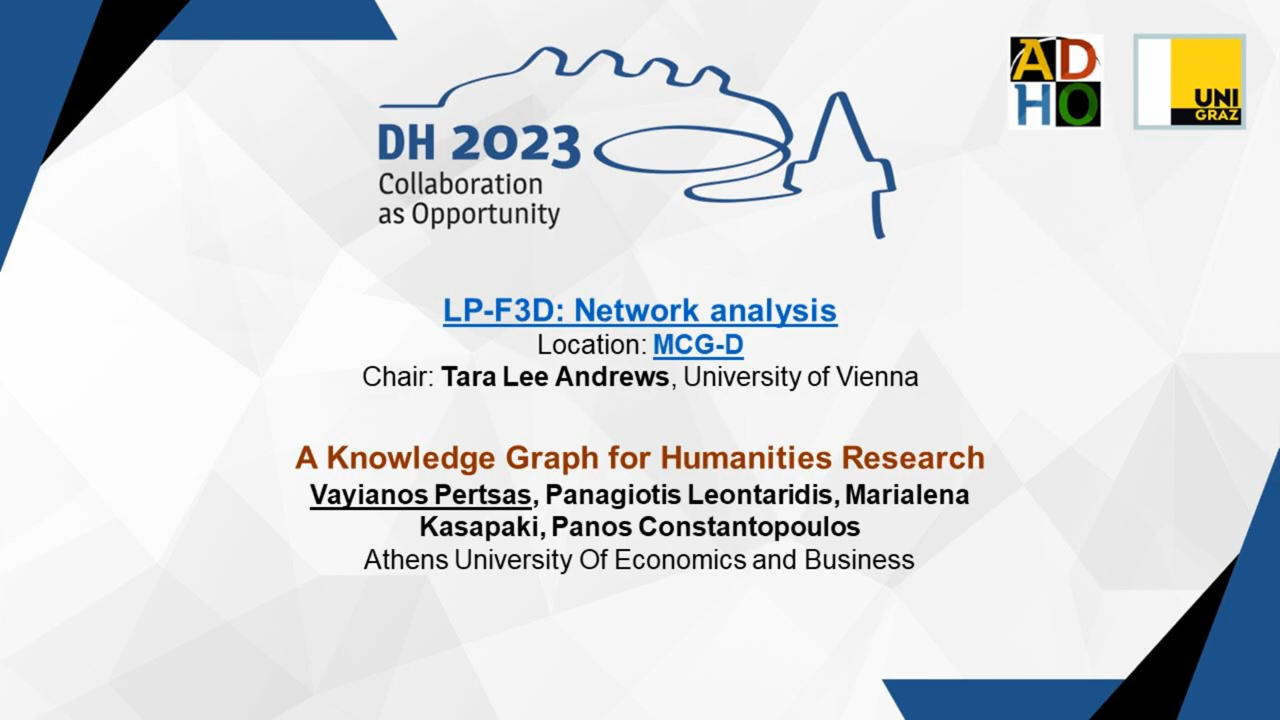 AD
HO
UNI
GRAZ
DH 2023
Collaboration
as Opportunity
LP-F3D: Network analysis
Location: MCG-D
Chair: Tara Lee Andrews, University of Vienna
A Knowledge Graph for Humanities Research
Vayianos Pertsas, Panagiotis Leontaridis, Marialena
Kasapaki, Panos Constantopoulos
Athens University Of Economics and Business